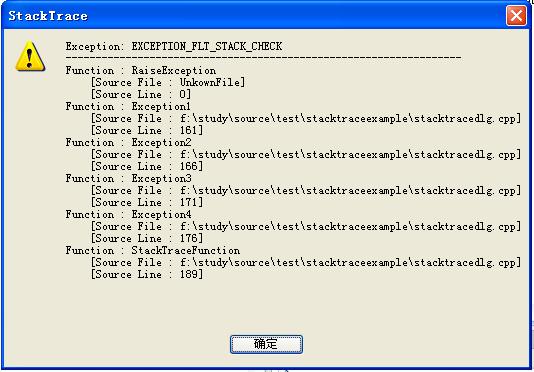 StackTrace
Exception: EXCEPTION_FLT_STACK_CHECK
------------------------------------------------------------------
Function : RaiseException
[Source File : UnkownFile]
[Source Line : 0]
Function : Exception1
[Source File : f:\study\source\test\stacktraceexample\stacktracedlg.cpp]
[Source Line : 161]
Function : Exception2
[Source File : f:\study\source\test\stacktraceexample\stacktracedlg.cpp]
[Source Line : 166]
Function : Exception3
[Source File : f:\study\source\test\stacktraceexample\stacktracedlg.cpp]
[Source Line : 171]
Function : Exception4
[Source File : f:\study\source\test\stacktraceexample\stacktracedlg.cpp]
[Source Line : 176]
Function : StackTraceFunction
[Source File : f:\study\source\test\stacktraceexample\stacktracedlg.cpp]
[Source Line : 189]
确定